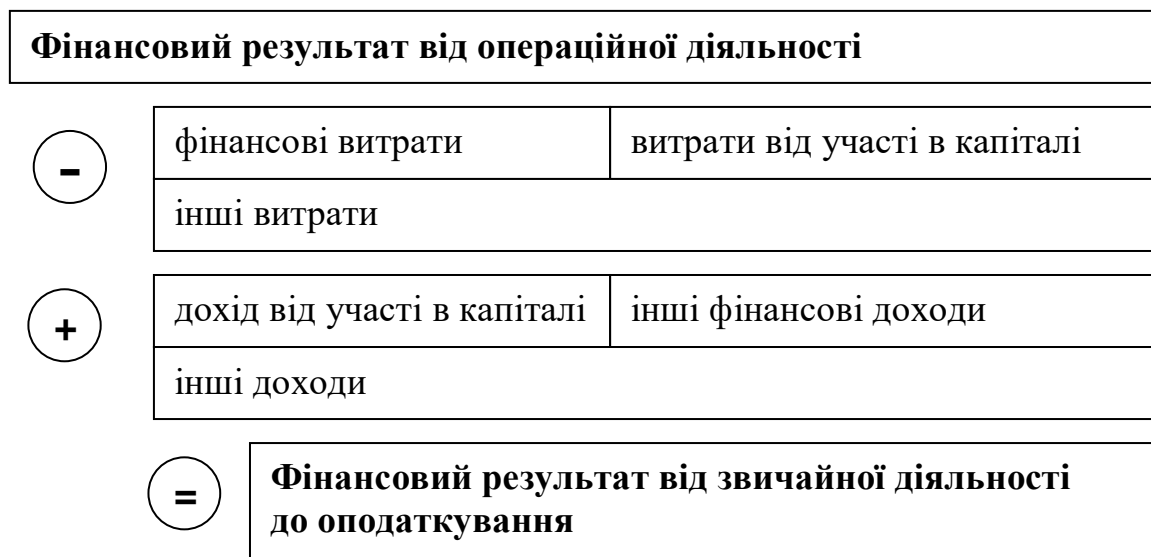 Фінансовий результат від операційної діяльності
-
фінансові витрати
витрати від участі в капіталі
інші витрати
+
дохід від участі в капіталі
інші фінансові доходи
інші доходи
=
Фінансовий результат від звичайної діяльності
до оподаткування